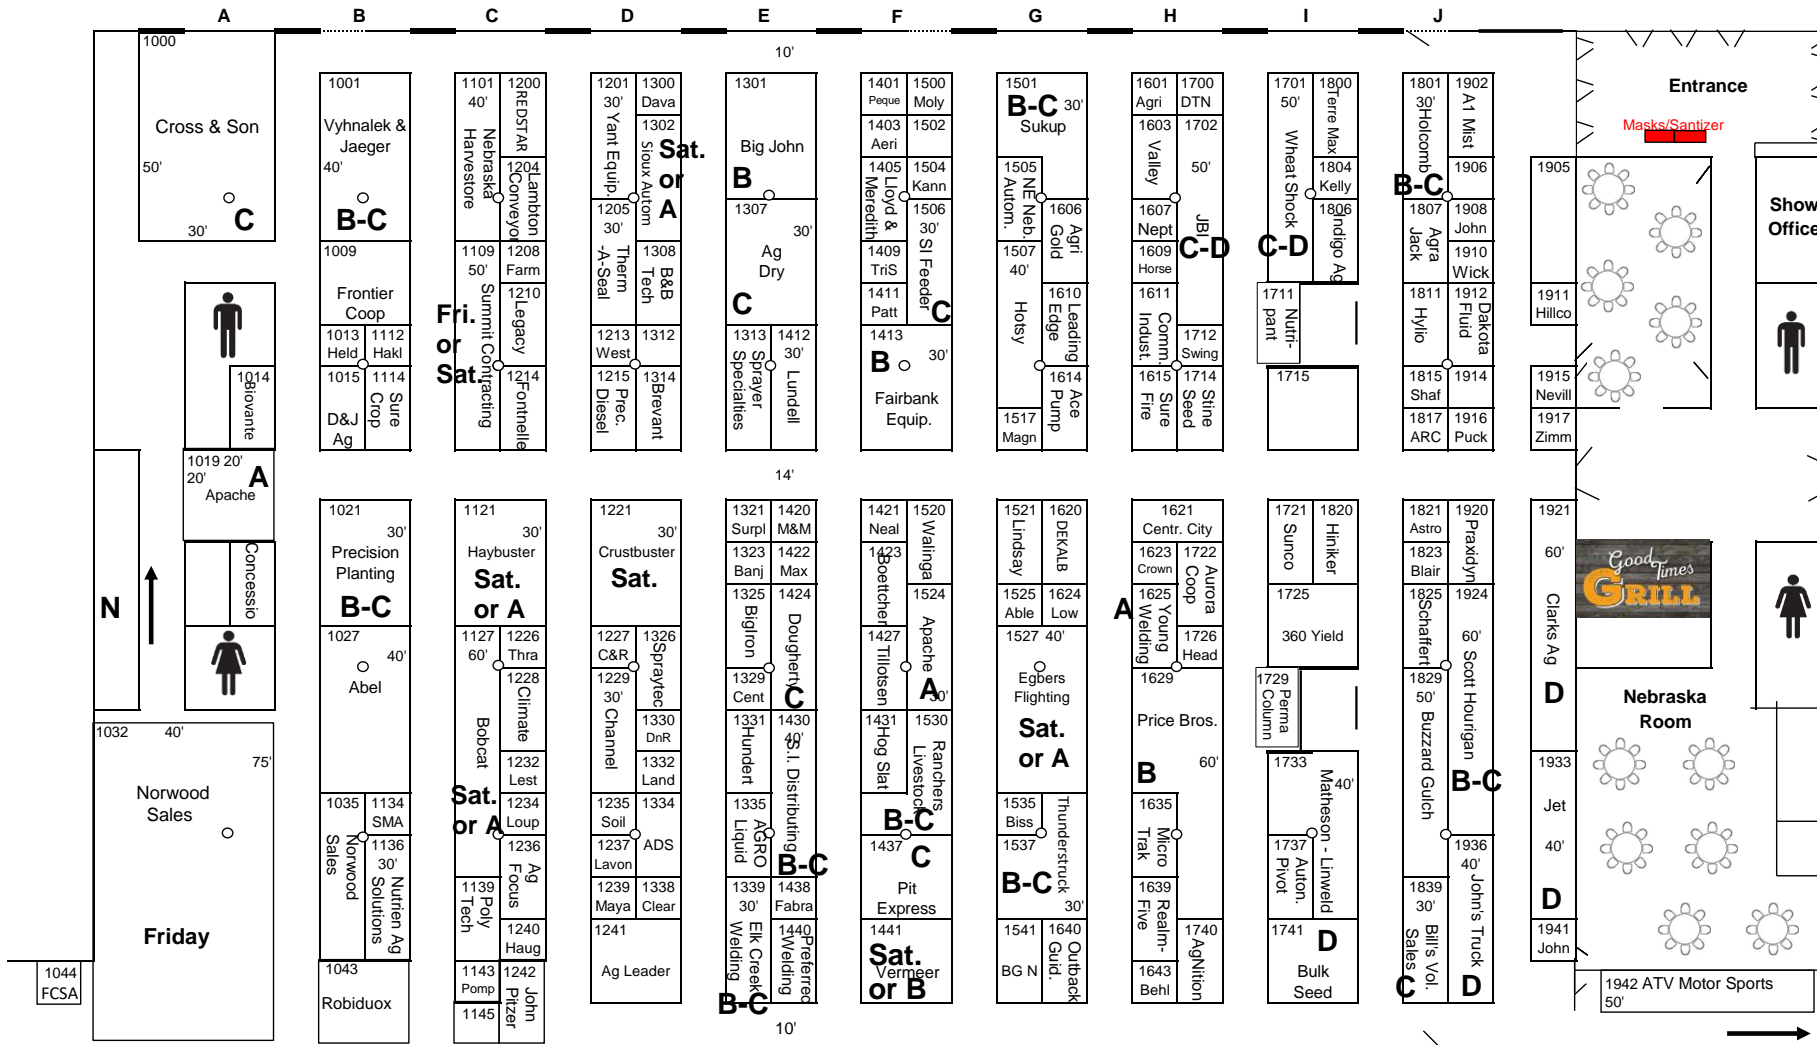 A B C D E F G H I J
10'
1000
Cross & Son
50'
30'
C
1014
Biovante
1019 20'
20'
A
Apache
Concessio
N
1032 40'
75'
Norwood
Sales
Friday
1044
FCSA
1001
Vyhnalek &
Jaeger
40'
B-C
1009
Frontier
Coop
1013
Held
1112
Hakl
1015
D&J
Ag
1114
Sure
Crop
1021
30'
Precision
Planting
B-C
1027
40'
Abel
1035
Norwood
Sales
1134
SMA
1136
30'
Nutrien Ag
Solutions
1043
Robiduox
1101
40'
Nebraska
Harvestore
1200
REDSTAR
1204
Lambton
Conveyor
1109
50'
Summit Contracting
1208
Farm
1210
Legacy
1214
Fontnelle
Fri.
or
Sat.
1121
30'
Haybuster
Sat.
or A
1127
60'
Bobcat
1226
Thra
1228
Climate
1232
Lest
1234
Loup
Sat.
or A
1236
Ag
Focus
1139
Poly
Tech
1240
Haug
1143
Pomp
1145
1242
John
Pitzer
1201
30'
Yant Equip.
1300
Dava
1302
Sioux Autom
Sat.
or
A
1205
30'
Therm
-A-Seal
1308
B&B
Tech
1213
West
1312
1215
Prec.
Diesel
1314
Brevant
1221
30'
Crustbuster
Sat.
1227
C&R
1326
Spraytec
1229
30'
Channel
1330
DnR
1332
Land
1235
Soil
1334
ADS
1237
Lavon
1239
Maya
1338
Clear
1241
Ag Leader
1301
Big John
B
1307
30'
Ag
Dry
C
1313
Sprayer
Specialties
1412
30'
Lundell
14'
1321
Surpl
1420
M&M
1323
Banj
1422
Max
1325
BigIron
1424
Dougherty
C
1329
Cent
1331
Hundert
1430
40'
S.I. Distributing
B-C
1335
AGRO
Liquid
1339
30'
Elk Creek
Welding
B-C
1438
Fabra
1440
Preferred
Welding
10'
1401
Peque
1500
Moly
1403
Aeri
1502
1405
Lloyd &
Meredith
1504
Kann
1506
30'
SI Feeder
C
1409
TriS
1411
Patt
1413
30'
B
Fairbank
Equip.
1421
Neal
1520
Walinga
1423
Boettcher
1524
Apache
A
30'
1427
Tillotsen
1431
Hog Slat
1530
Ranchers
Livestock
B-C
1437
C
Pit
Express
1441
Sat.
or B
Vermeer
1501
B-C
30'
Sukup
1505
NE Neb.
Autom.
1606
Agri
Gold
1507
40'
Hotsy
1610
Leading
Edge
1614
Ace
Pump
1517
Magn
1521
Lindsay
1620
DEKALB
1525
Able
1624
Low
1527 40'
Egbers
Flighting
Sat.
or A
1535
Biss
Thunderstruck
30'
1537
B-C
1541
BG N
1640
Outback
Guid.
1601
Agri
1700
DTN
1603
Valley
1702
50'
JBI
C-D
1607
Nept
1609
Horse
1611
Comm.
Indust.
1712
Swing
1615
Sure
Fire
1714
Stine
Seed
1621
Centr. City
1623
Crown
1722
Aurora
Coop
A
1625
Young
Welding
1726
Head
1629
Price Bros.
60'
B
1635
Micro
Trak
1639
Realm-
Five
1740
AgNition
1643
Behl
1701
50'
Wheat Shock
C-D
1800
Terre Max
1804
Kelly
1806
Indigo Ag
1711
Nutri-
pant
1715
1721
Sunco
1820
Hiniker
1725
360 Yield
1729
Perma
Column
1733
Matheson - Linweld
40'
1737
Auton.
Pivot
1741
D
Bulk
Seed
1801
30'
Holcomb
B-C
1902
A1 Mist
1906
1807
Agra
Jack
1908
John
1910
Wick
1811
Hylio
1912
Dakota
Fluid
1815
Shaf
1914
1817
ARC
1916
Puck
1821
Astro
1920
Praxidyn
1823
Blair
1825
Schaffert
1924
60'
Scott Hourigan
B-C
1829
50'
Buzzard Gulch
1936
40'
John's Truck
D
1839
30'
Bill's Vol.
Sales
C
1905
1911
Hillco
1915
Nevill
1917
Zimm
1921
60'
Clarks Ag
D
1933
Jet
40'
D
1941
John
Entrance
Masks/Santizer
Show
Office
Good
Times
GRILL
Nebraska
Room
1942 ATV Motor Sports
50'